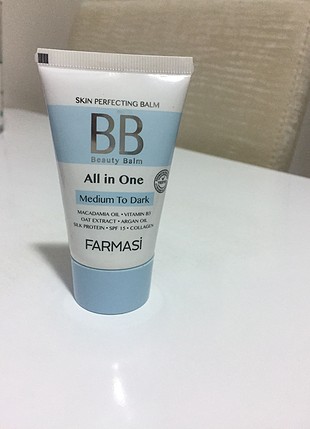 SKIN PERFECTING BALM
BB
Beauty Balm
All in One
Medium To Dark
MACADAMIA OIL • VITAMIN B3
OAT EXTRACT • ARGAN OIL
SILK PROTEIN • SPF 15 • COLLAGEN
FARMASİ